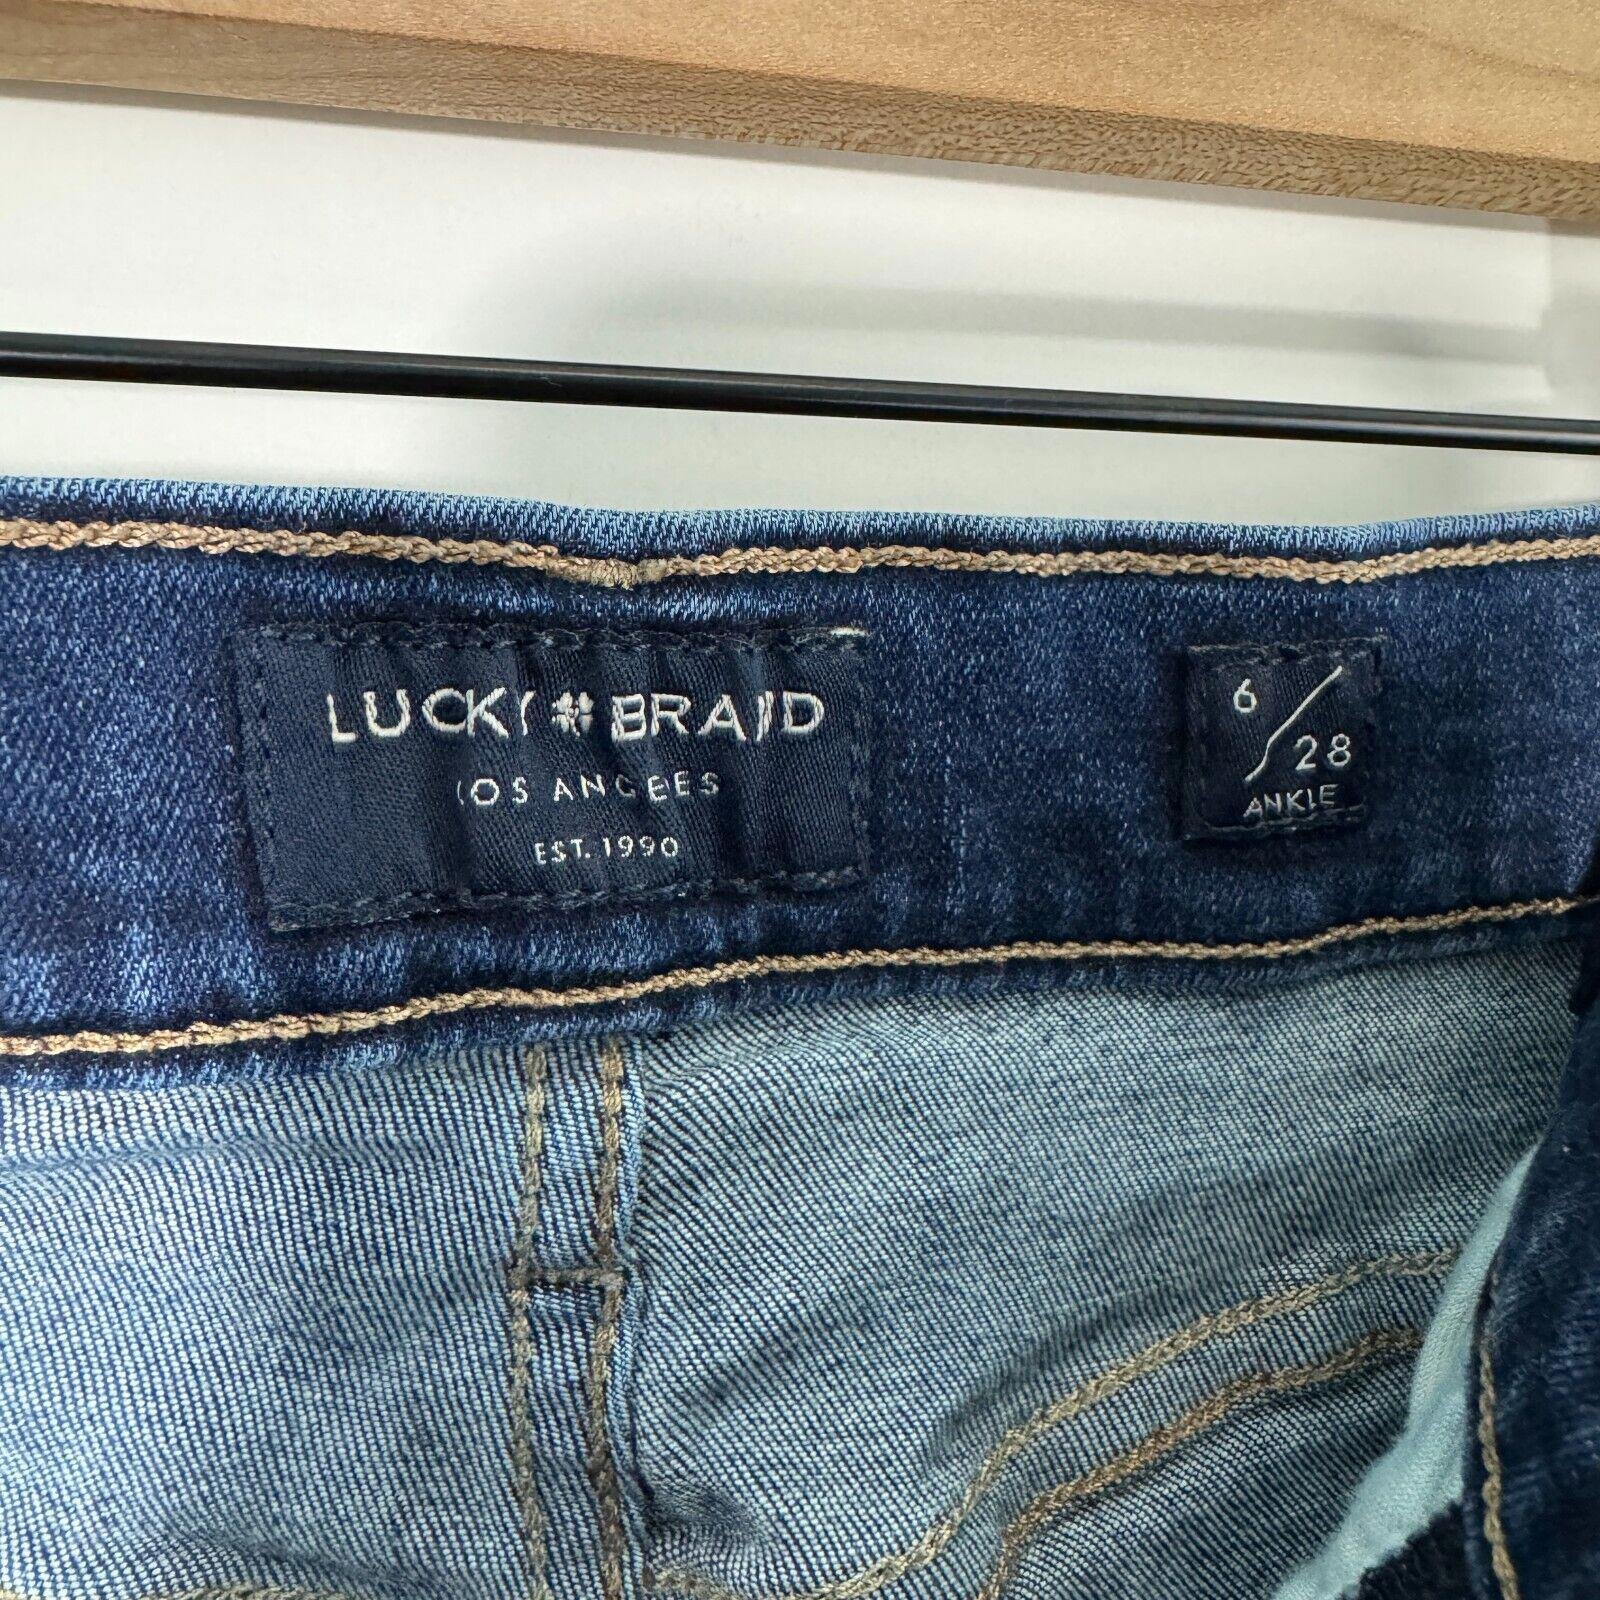 LUCKY BRAND
LOS ANGELES
EST. 1990
6/28
ANKLE